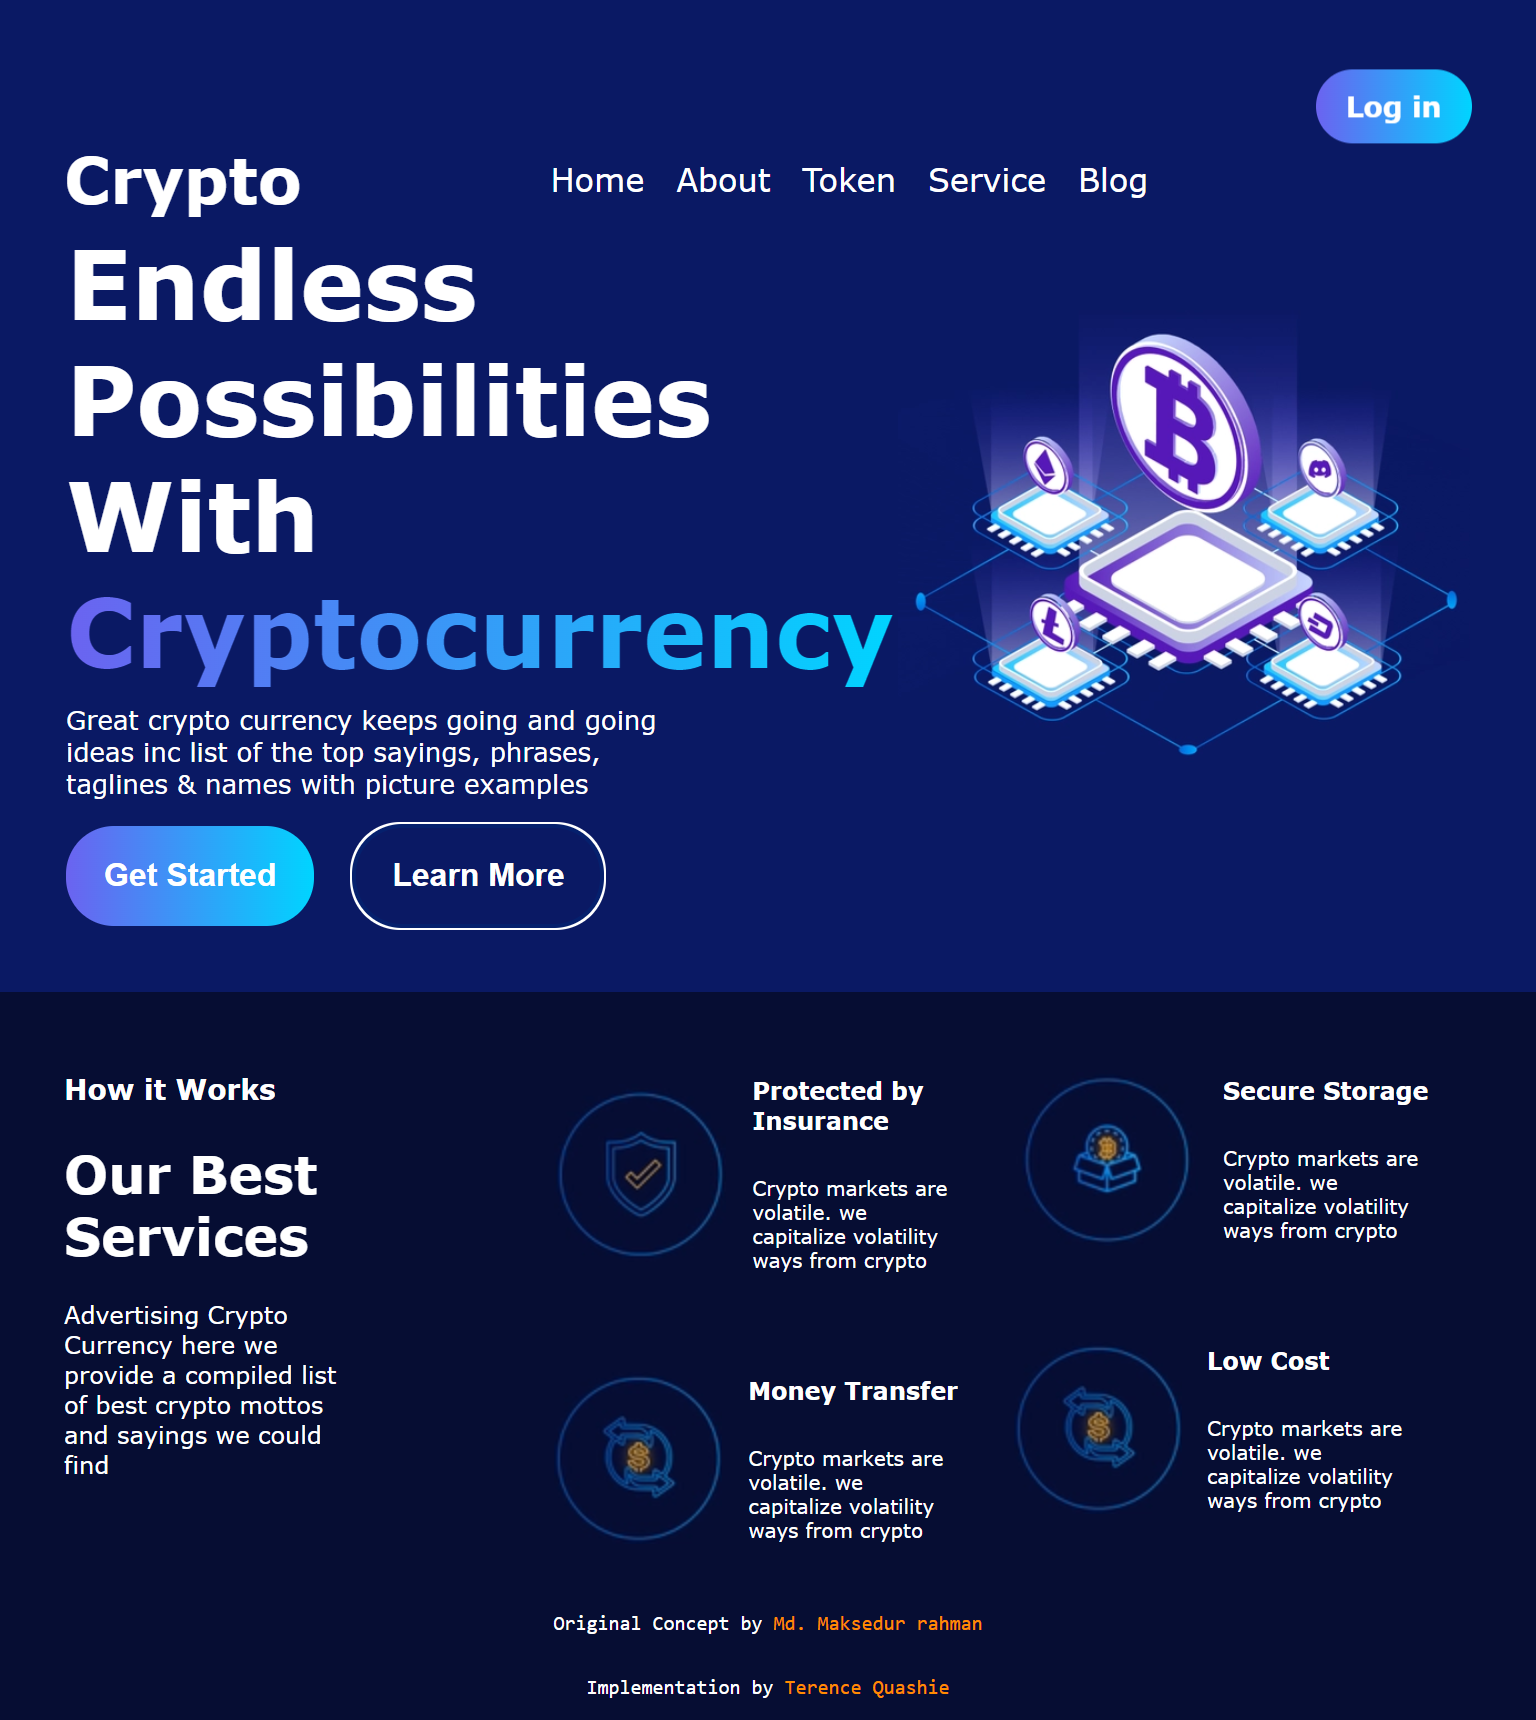 Log in
Crypto
Home About Token Service Blog
Endless
Possibilities
With
Cryptocurrency
Great crypto currency keeps going and going
ideas inc list of the top sayings, phrases,
taglines & names with picture examples
Get Started
Learn More
How it Works
Our Best
Services
Advertising Crypto
Currency here we
provide a compiled list
of best crypto mottos
and sayings we could
find
Protected by
Insurance
Crypto markets are
volatile. we
capitalize volatility
ways from crypto
Secure Storage
Crypto markets are
volatile. we
capitalize volatility
ways from crypto
Money Transfer
Crypto markets are
volatile. we
capitalize volatility
ways from crypto
Low Cost
Crypto markets are
volatile. we
capitalize volatility
ways from crypto
Original Concept by Md. Maksedur rahman
Implementation by Terence Quashie